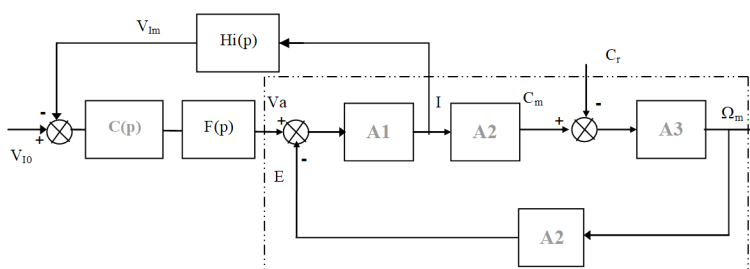 V_Im
Hi(p)
C_r
Va
I
C_m
Ω_m
-
+
V_I0
C(p)
F(p)
+
-
A1
A2
+
-
A3
E
A2